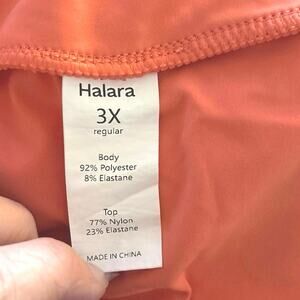 Halara
3X
regular
Body
92% Polyester
8% Elastane
Top
77% Nylon
23% Elastane
MADE IN CHINA